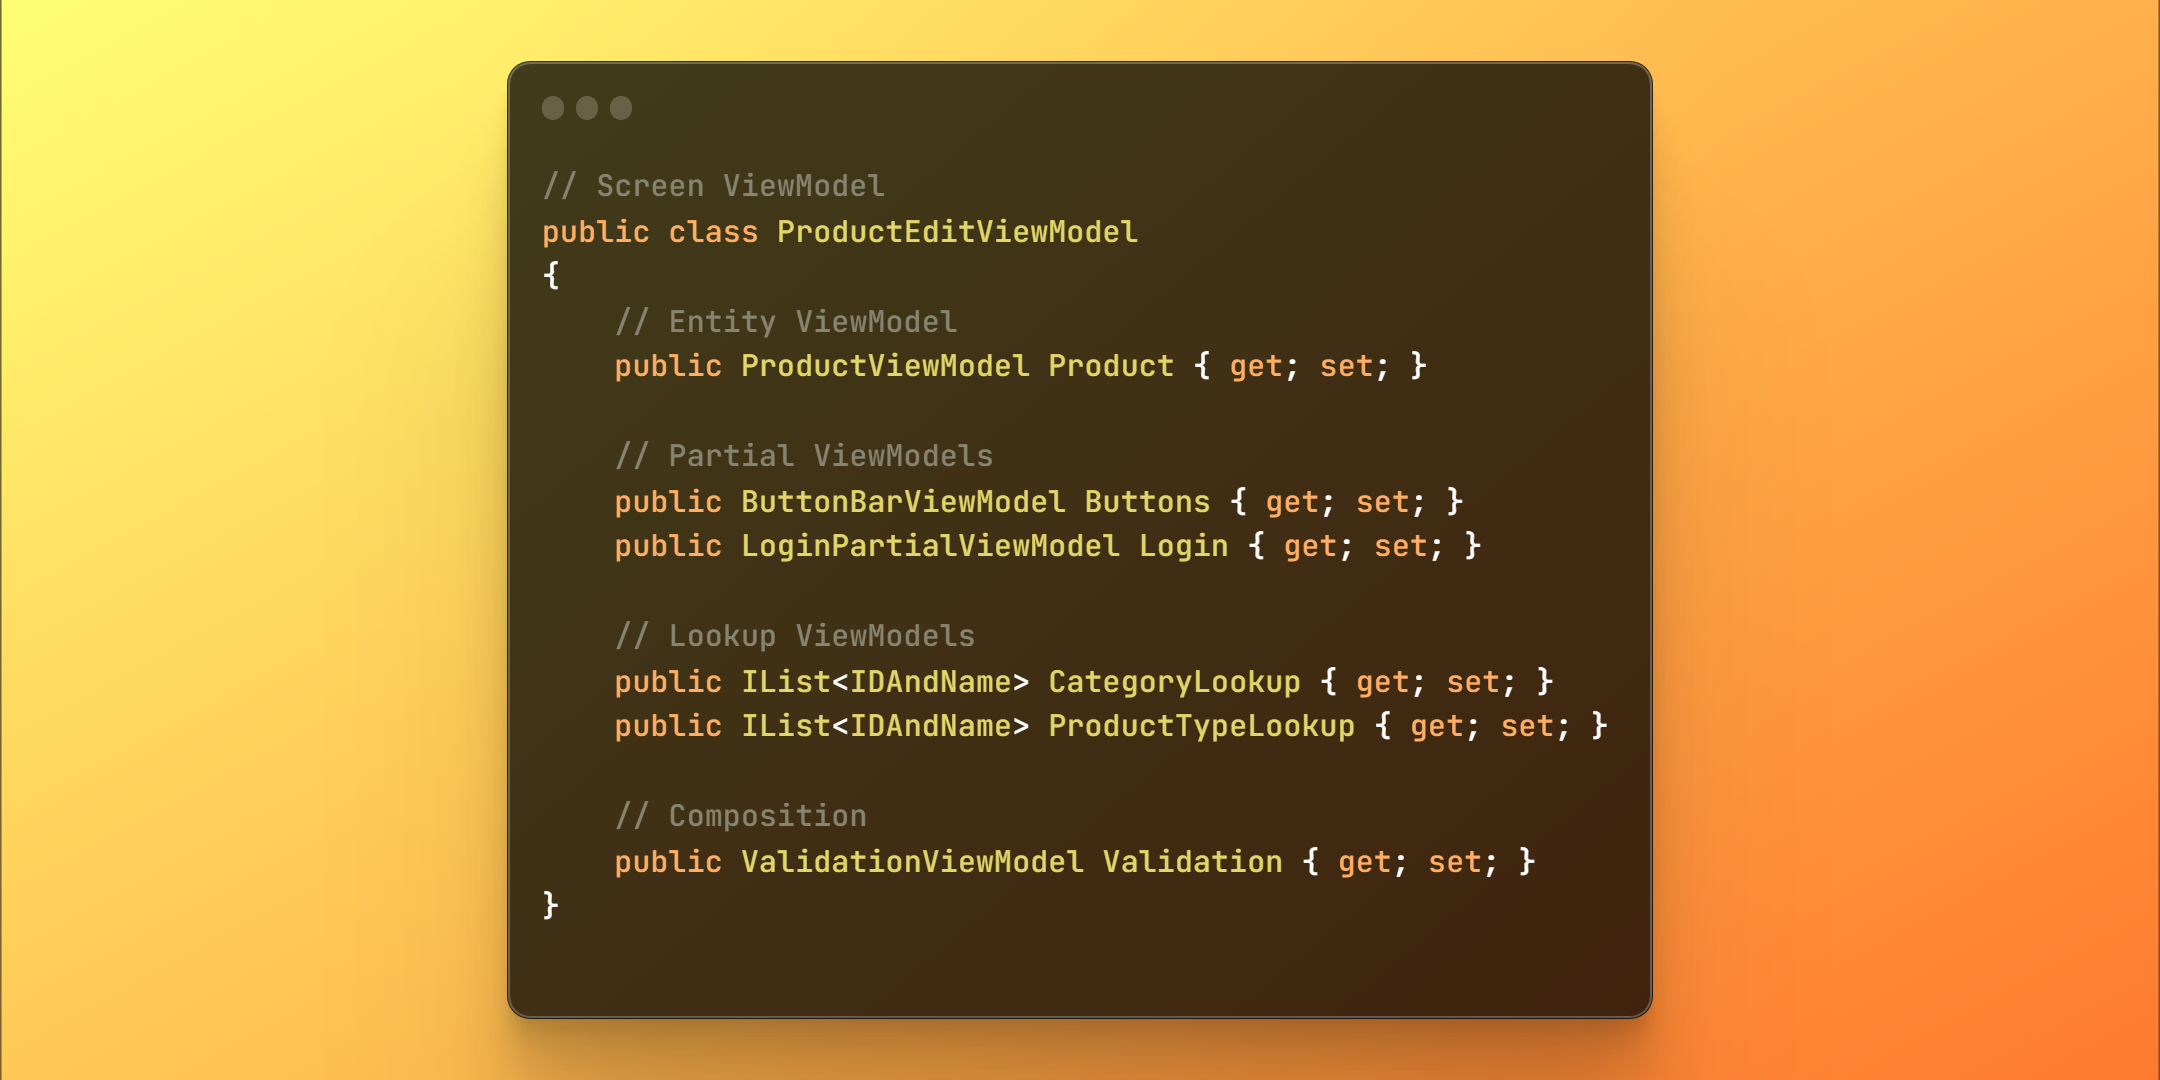 // Screen ViewModel
public class ProductEditViewModel
{
    // Entity ViewModel
    public ProductViewModel Product { get; set; }

    // Partial ViewModels
    public ButtonBarViewModel Buttons { get; set; }
    public LoginPartialViewModel Login { get; set; }

    // Lookup ViewModels
    public IList<IDAndName> CategoryLookup { get; set; }
    public IList<IDAndName> ProductTypeLookup { get; set; }

    // Composition
    public ValidationViewModel Validation { get; set; }
}